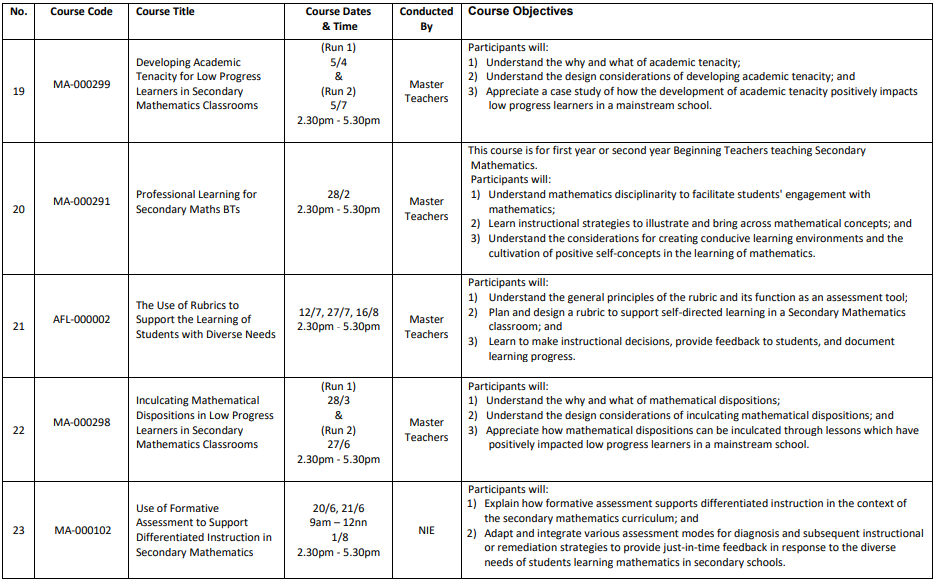 No.
Course Code
Course Title
Course Dates
& Time
Conducted
By
Course Objectives
19
MA-000299
Developing Academic
Tenacity for Low Progress
Learners in Secondary
Mathematics Classrooms
(Run 1)
5/4
&
(Run 2)
5/7
2.30pm - 5.30pm
Master
Teachers
Participants will:
1) Understand the why and what of academic tenacity;
2) Understand the design considerations of developing academic tenacity; and
3) Appreciate a case study of how the development of academic tenacity positively impacts
low progress learners in a mainstream school.
20
MA-000291
Professional Learning for
Secondary Maths BTs
28/2
2.30pm - 5.30pm
Master
Teachers
This course is for first year or second year Beginning Teachers teaching Secondary
Mathematics.
Participants will:
1) Understand mathematics disciplinarity to facilitate students' engagement with
mathematics;
2) Learn instructional strategies to illustrate and bring across mathematical concepts; and
3) Understand the considerations for creating conducive learning environments and the
cultivation of positive self-concepts in the learning of mathematics.
21
AFL-000002
The Use of Rubrics to
Support the Learning of
Students with Diverse Needs
12/7, 27/7, 16/8
2.30pm - 5.30pm
Master
Teachers
Participants will:
1) Understand the general principles of the rubric and its function as an assessment tool;
2) Plan and design a rubric to support self-directed learning in a Secondary Mathematics
classroom; and
3) Learn to make instructional decisions, provide feedback to students, and document
learning progress.
22
MA-000298
Inculcating Mathematical
Dispositions in Low Progress
Learners in Secondary
Mathematics Classrooms
(Run 1)
28/3
&
(Run 2)
27/6
2.30pm - 5.30pm
Master
Teachers
Participants will:
1) Understand the why and what of mathematical dispositions;
2) Understand the design considerations of inculcating mathematical dispositions; and
3) Appreciate how mathematical dispositions can be inculcated through lessons which have
positively impacted low progress learners in a mainstream school.
23
MA-000102
Use of Formative
Assessment to Support
Differentiated Instruction in
Secondary Mathematics
20/6, 21/6
9am – 12nn
1/8
2.30pm - 5.30pm
NIE
Participants will:
1) Explain how formative assessment supports differentiated instruction in the context of
the secondary mathematics curriculum; and
2) Adapt and integrate various assessment modes for diagnosis and subsequent instructional
or remediation strategies to provide just-in-time feedback in response to the diverse
needs of students learning mathematics in secondary schools.